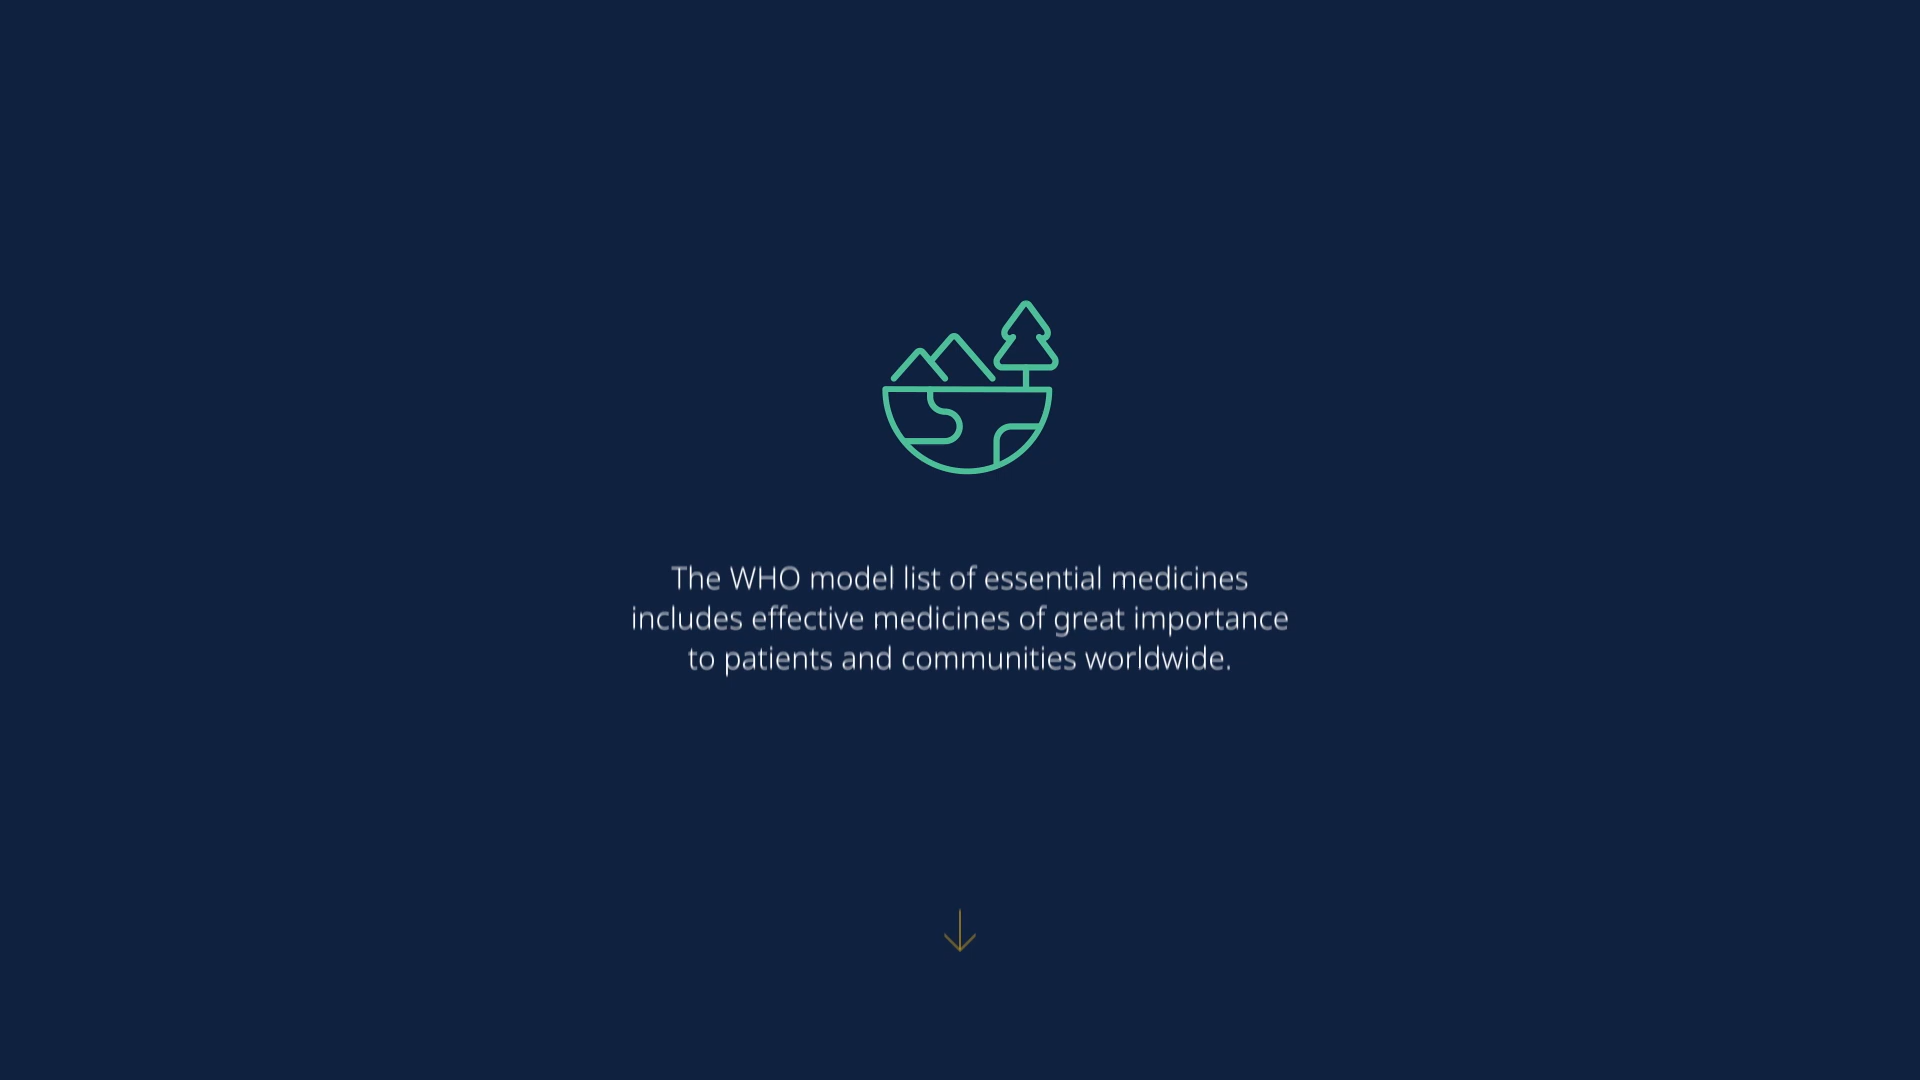 The WHO model list of essential medicines
includes effective medicines of great importance
to patients and communities worldwide.